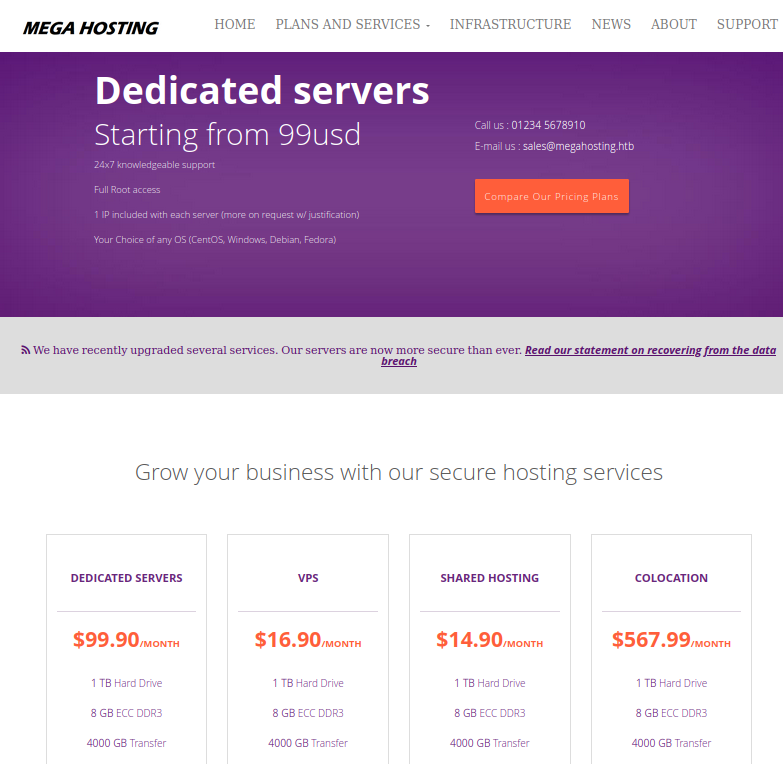 MEGA HOSTING
HOME PLANS AND SERVICES INFRASTRUCTURE NEWS ABOUT SUPPORT
Dedicated servers
Starting from 99usd
24x7 knowledgeable support
Full Root access
1 IP included with each server (more on request w/ justification)
Your Choice of any OS (CentOS, Windows, Debian, Fedora)
Call us : 01234 5678910
E-mail us : sales@megahosting.htb
Compare Our Pricing Plans
We have recently upgraded several services. Our servers are now more secure than ever. Read our statement on recovering from the data
breach
Grow your business with our secure hosting services
DEDICATED SERVERS
$99.90/MONTH
1 TB Hard Drive
8 GB ECC DDR3
4000 GB Transfer
VPS
$16.90/MONTH
1 TB Hard Drive
8 GB ECC DDR3
4000 GB Transfer
SHARED HOSTING
$14.90/MONTH
1 TB Hard Drive
8 GB ECC DDR3
4000 GB Transfer
COLOCATION
$567.99/MONTH
1 TB Hard Drive
8 GB ECC DDR3
4000 GB Transfer